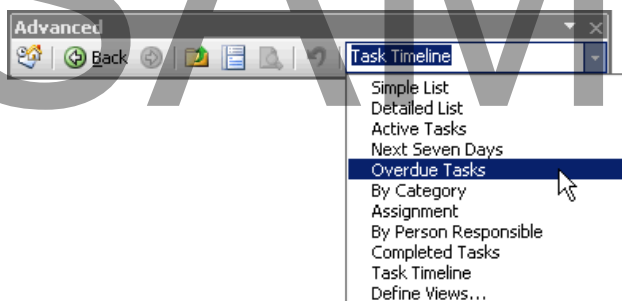 Advanced
Back Task Timeline
Simple List
Detailed List
Active Tasks
Next Seven Days
Overdue Tasks
By Category
Assignment
By Person Responsible
Completed Tasks
Task Timeline
Define Views...
SAM